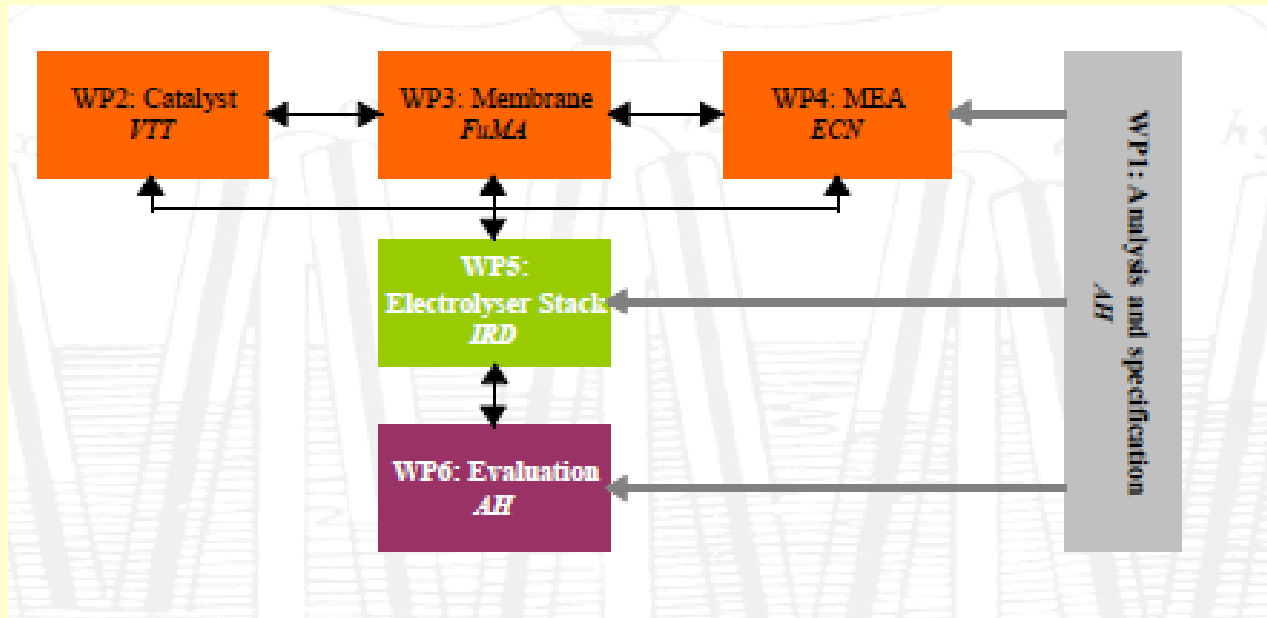 WP2: Catalyst
VTT
WP3: Membrane
FuMA
WP4: MEA
ECN
WP1: Analysis and specification
AH
WP5:
Electrolyser Stack
IRD
WP6: Evaluation
AH